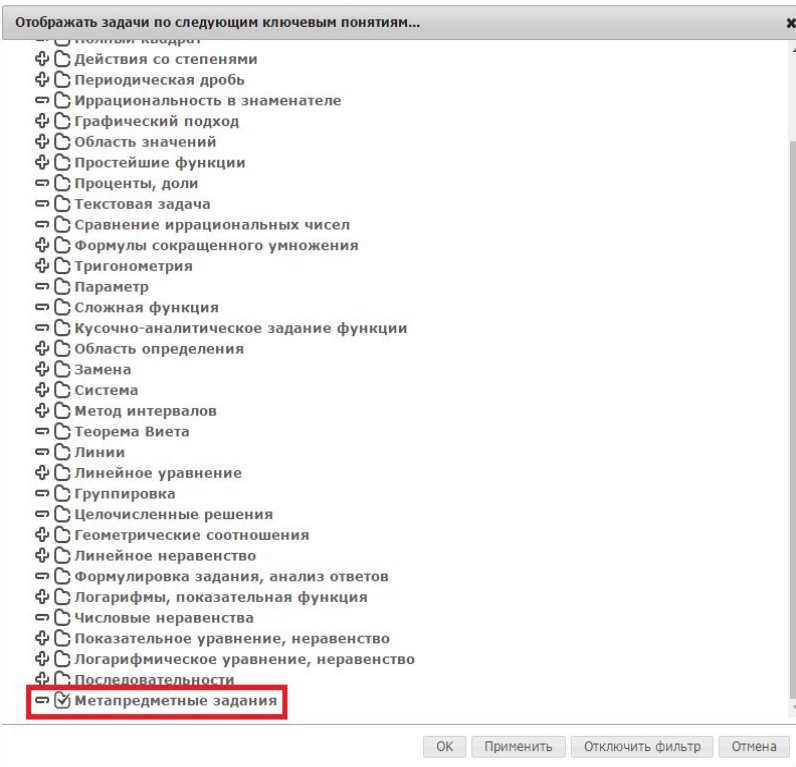 Отображать задачи по следующим ключевым понятиям...
Полный квадрат
Действия со степенями
Периодическая дробь
Иррациональность в знаменателе
Графический подход
Область значений
Простейшие функции
Проценты, доли
Текстовая задача
Сравнение иррациональных чисел
Формулы сокращенного умножения
Тригонометрия
Параметр
Сложная функция
Кусочно-аналитическое задание функции
Область определения
Замена
Система
Метод интервалов
Теорема Виета
Линии
Линейное уравнение
Группировка
Целочисленные решения
Геометрические соотношения
Линейное неравенство
Формулировка задания, анализ ответов
Логарифмы, показательная функция
Числовые неравенства
Показательное уравнение, неравенство
Логарифмическое уравнение, неравенство
Последовательности
Метапредметные задания
ОК Применить Отключить фильтр Отмена